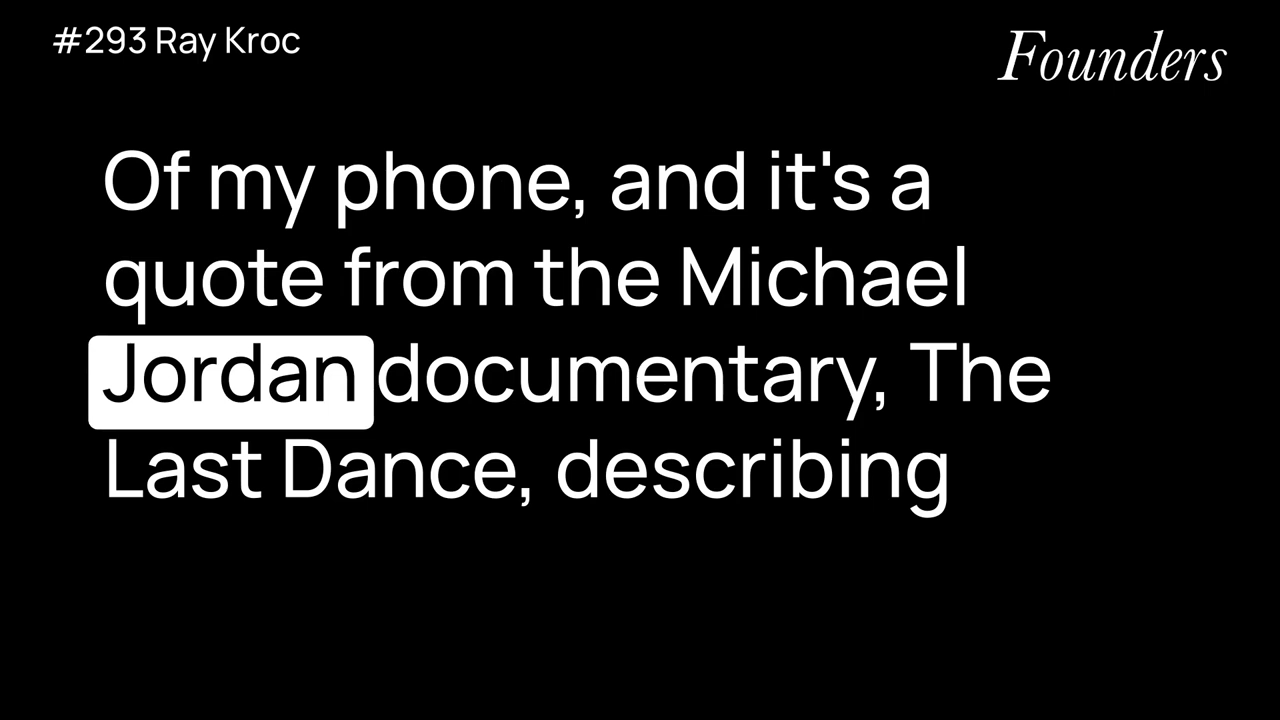 #293 Ray Kroc
Founders
Of my phone, and it's a
quote from the Michael
Jordan documentary, The
Last Dance, describing